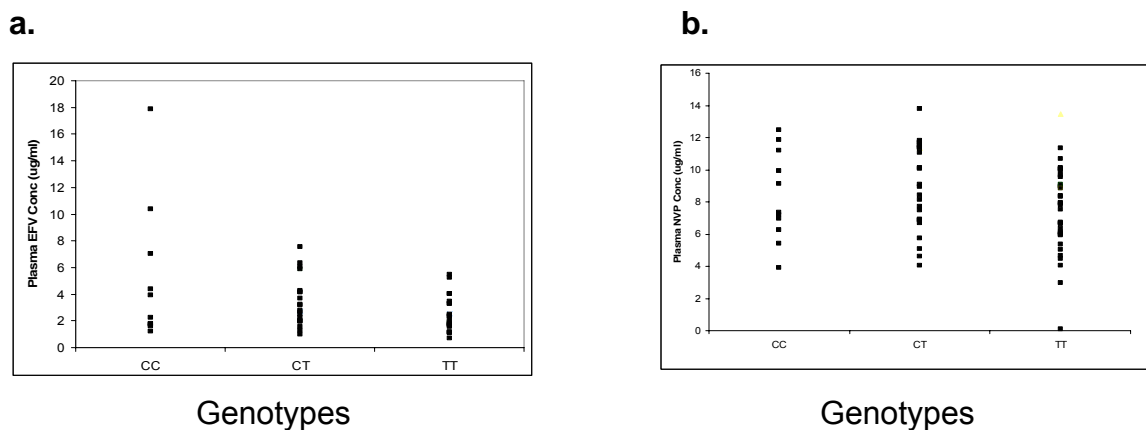 a.
20
18
16
14
12
10
8
6
4
2
0
Plasma EFV Conc (ug/ml)
CC CT TT
Genotypes
b.
16
14
12
10
8
6
4
2
0
Plasma NVP Conc (ug/ml)
CC CT TT
Genotypes